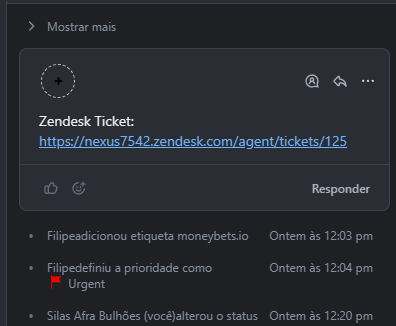 Mostrar mais
Zendesk Ticket:
https://nexus7542.zendesk.com/agent/tickets/125
Responder
Filipeadicionou etiqueta moneybets.io Ontem às 12:03 pm
Filipedefiniu a prioridade como Ontem às 12:04 pm
Urgent
Silas Afra Bulhões (você)alterou o status Ontem às 12:20 pm